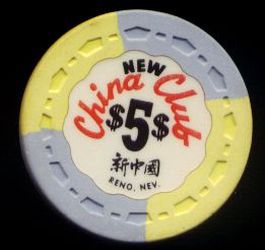 NEW
China Club
$5$
新中國
RENO, NEV.